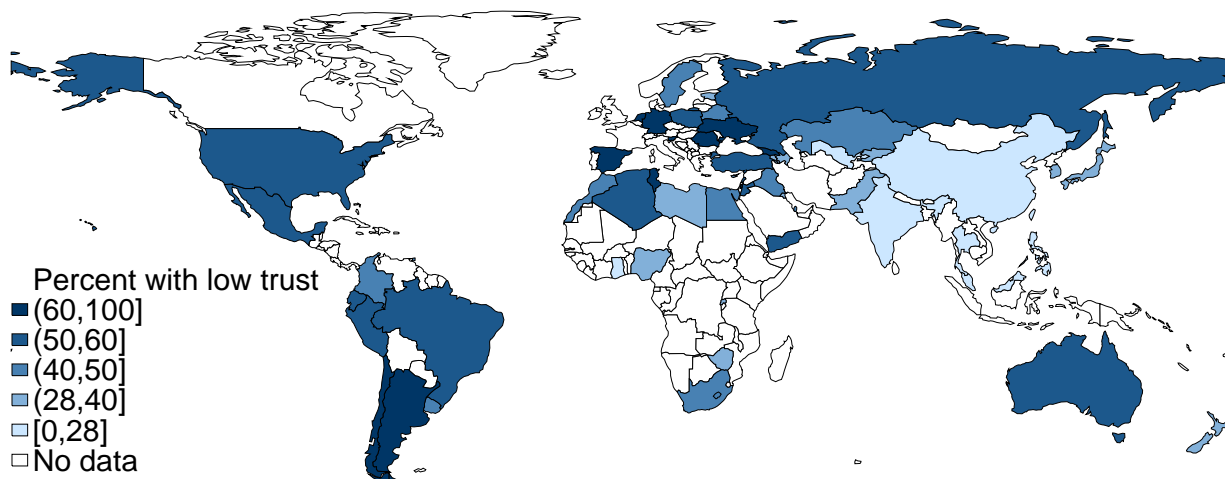 Percent with low trust
(60,100]
(50,60]
(40,50]
(28,40]
[0,28]
No data